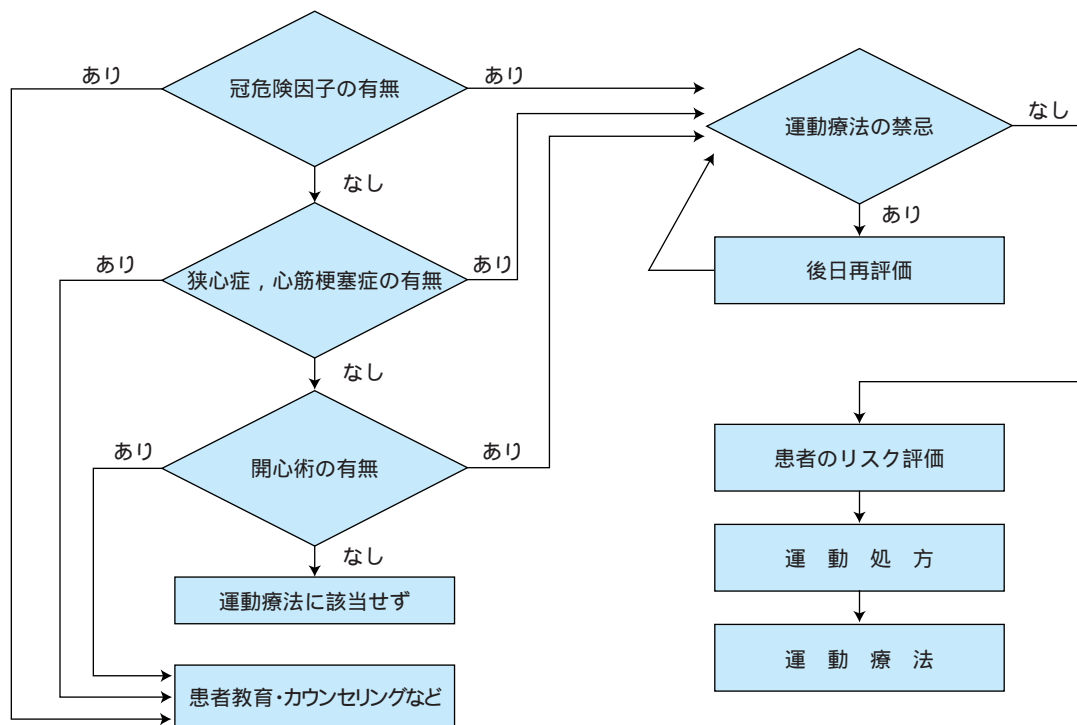 あり
冠危険因子の有無
あり
なし
あり
狭心症，心筋梗塞症の有無
あり
なし
あり
開心術の有無
あり
なし
運動療法に該当せず
患者教育・カウンセリングなど
運動療法の禁忌
なし
あり
後日再評価
患者のリスク評価
運　動　処　方
運　動　療　法